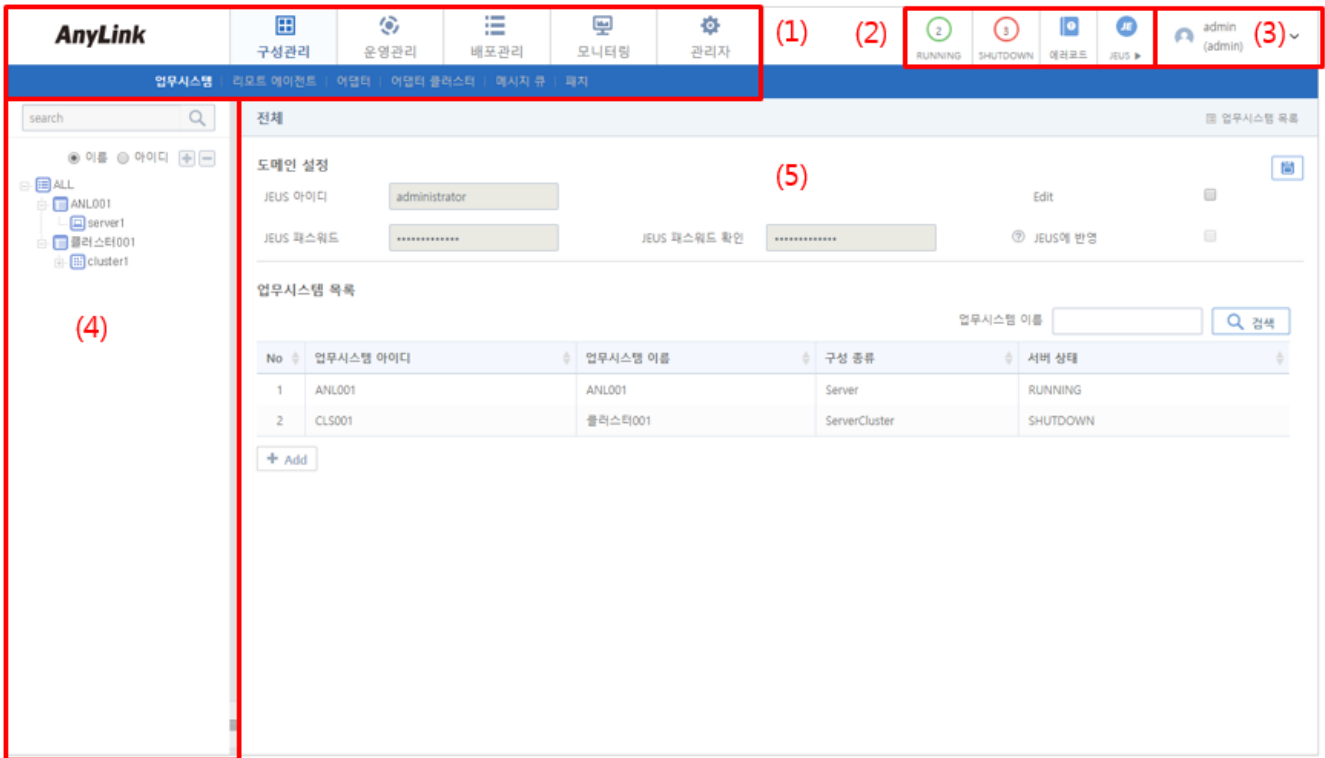 AnyLink
구성관리 운영관리 배포관리 모니터링 관리자 (1) (2) 2 RUNNING 3 SHUTDOWN 에러코드 JE JEUS ▶ admin (admin) (3)
업무시스템 | 리모트 에이전트 | 어댑터 | 어댑터 클러스터 | 메시지 큐 | 패치
search
이름 아이디
ALL
ANL001
server1
클러스터001
cluster1
(4)
전체 업무시스템 목록
도메인 설정 (5)
JEUS 아이디 administrator Edit
JEUS 패스워드 ••••••••••••• JEUS 패스워드 확인 ••••••••••••• ? JEUS에 반영
업무시스템 목록
업무시스템 이름 검색
No 업무시스템 아이디 업무시스템 이름 구성 종류 서버 상태
1 ANL001 ANL001 Server RUNNING
2 CLS001 클러스터001 ServerCluster SHUTDOWN
+ Add